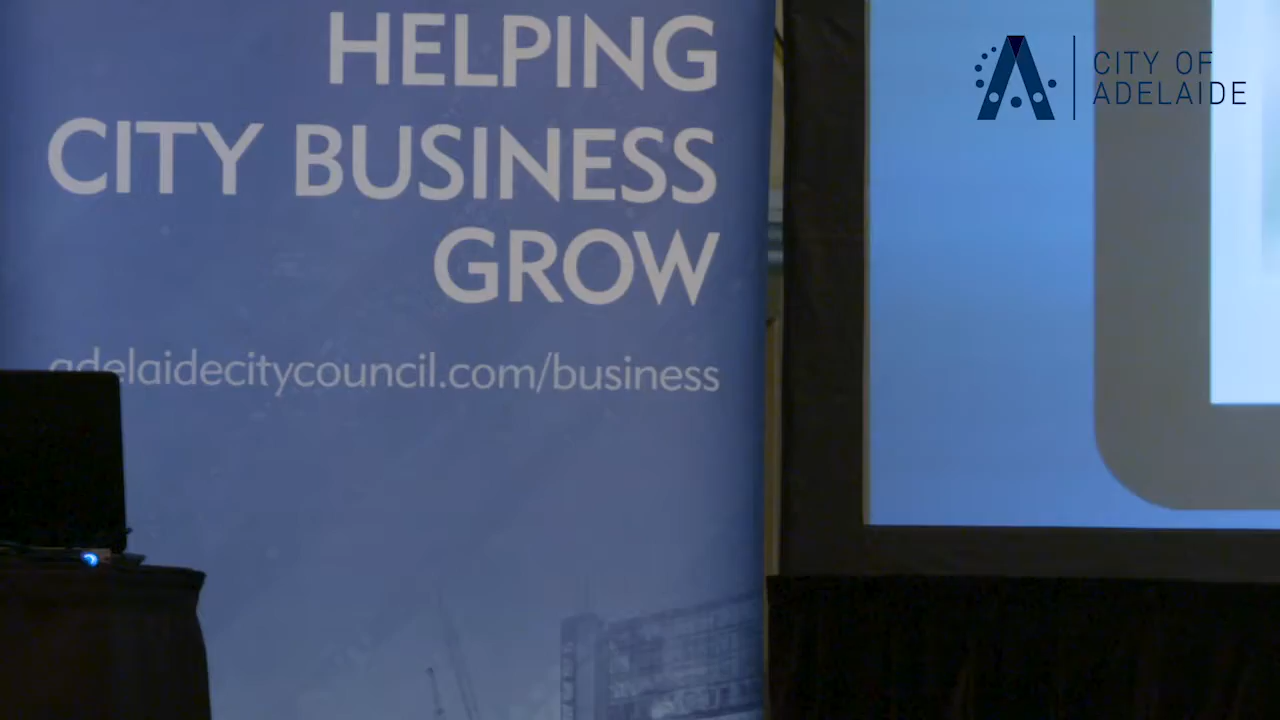 HELPING
CITY BUSINESS
GROW
adelaidecitycouncil.com/business
CITY OF
ADELAIDE